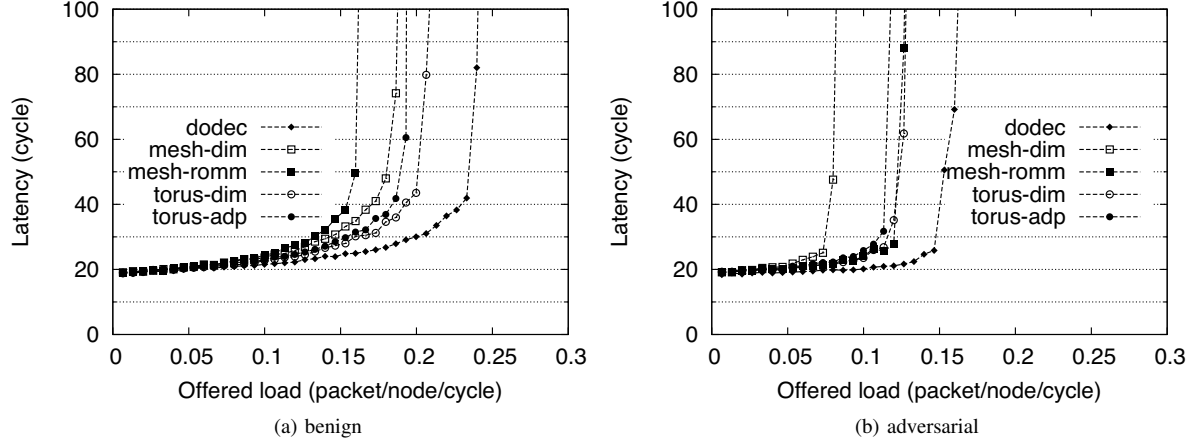 100
80
60
40
20
0
Latency (cycle)
dodec
mesh-dim
mesh-romm
torus-dim
torus-adp
0 0.05 0.1 0.15 0.2 0.25 0.3
Offered load (packet/node/cycle)
(a) benign
100
80
60
40
20
0
Latency (cycle)
dodec
mesh-dim
mesh-romm
torus-dim
torus-adp
0 0.05 0.1 0.15 0.2 0.25 0.3
Offered load (packet/node/cycle)
(b) adversarial